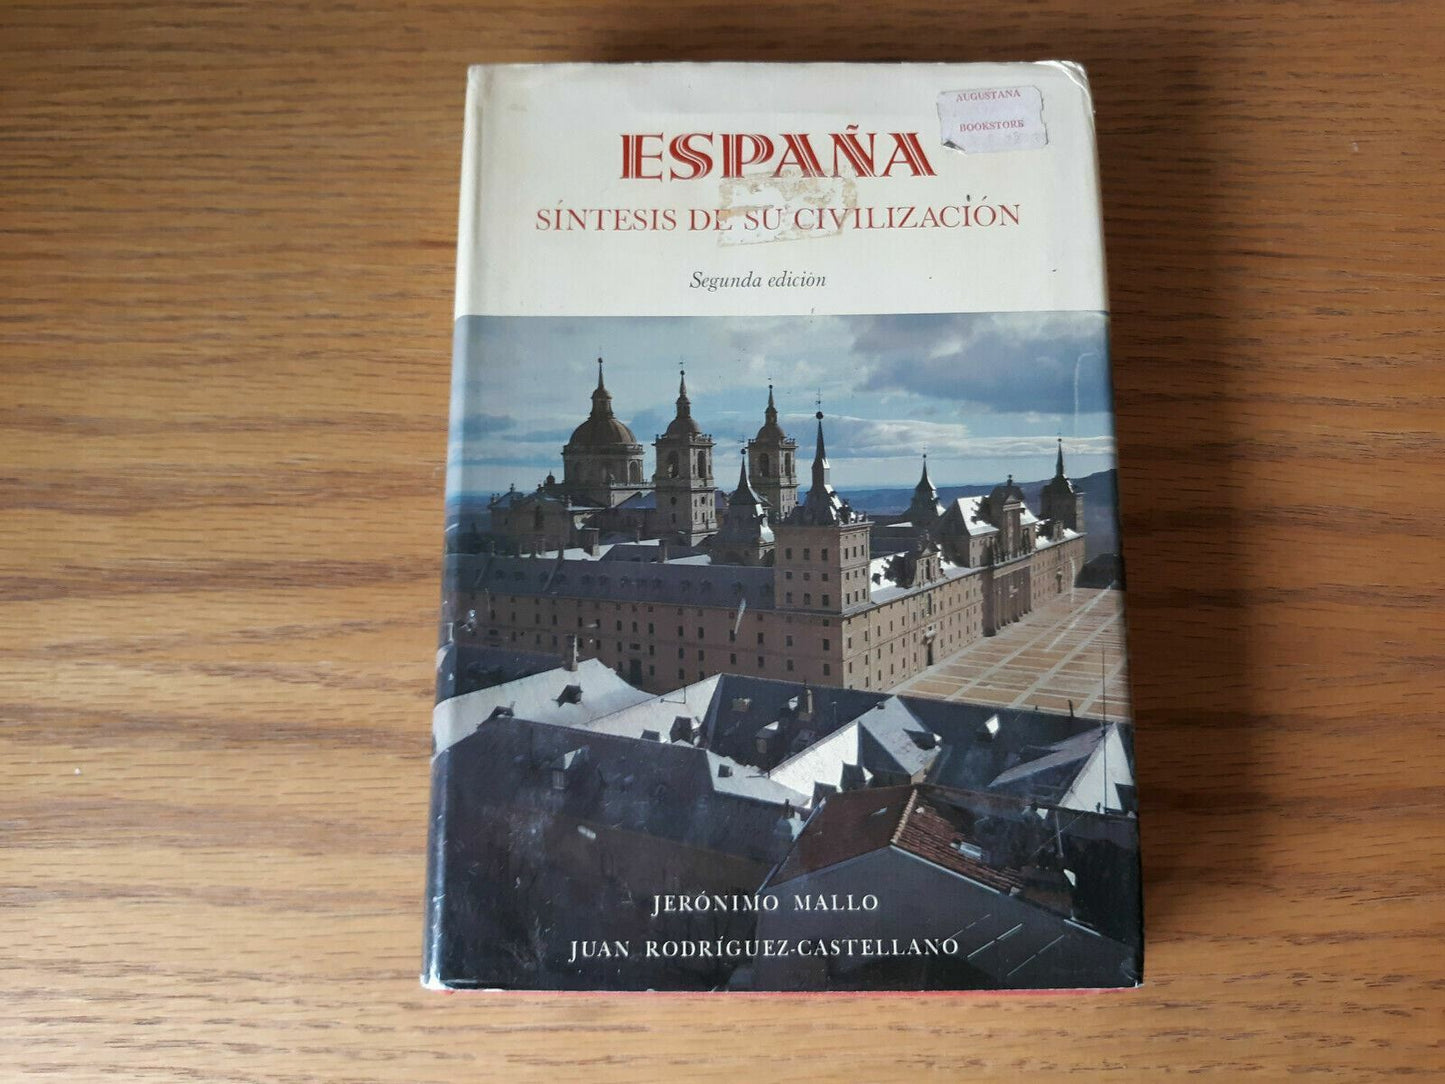 AUGUSTANA
BOOKSTORE
ESPAÑA
SÍNTESIS DE SU CIVILIZACIÓN
Segunda edición
JERÓNIMO MALLO
JUAN RODRÍGUEZ-CASTELLANO